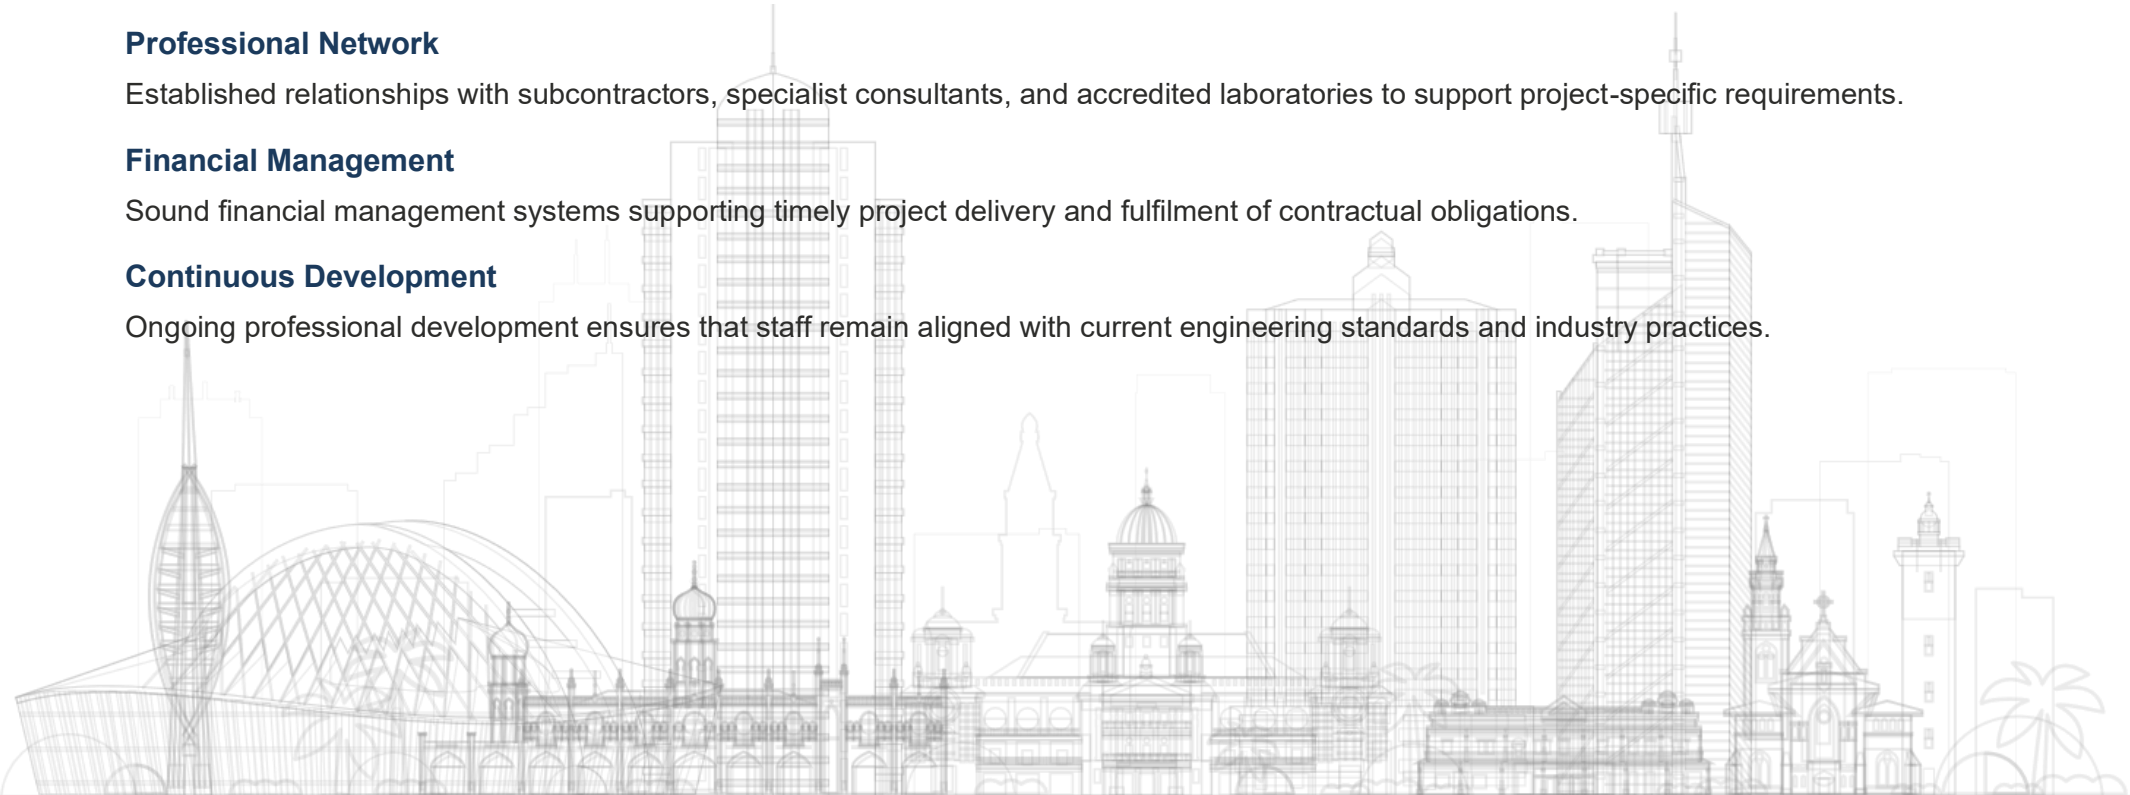 Professional Network
Established relationships with subcontractors, specialist consultants, and accredited laboratories to support project-specific requirements.
Financial Management
Sound financial management systems supporting timely project delivery and fulfilment of contractual obligations.
Continuous Development
Ongoing professional development ensures that staff remain aligned with current engineering standards and industry practices.